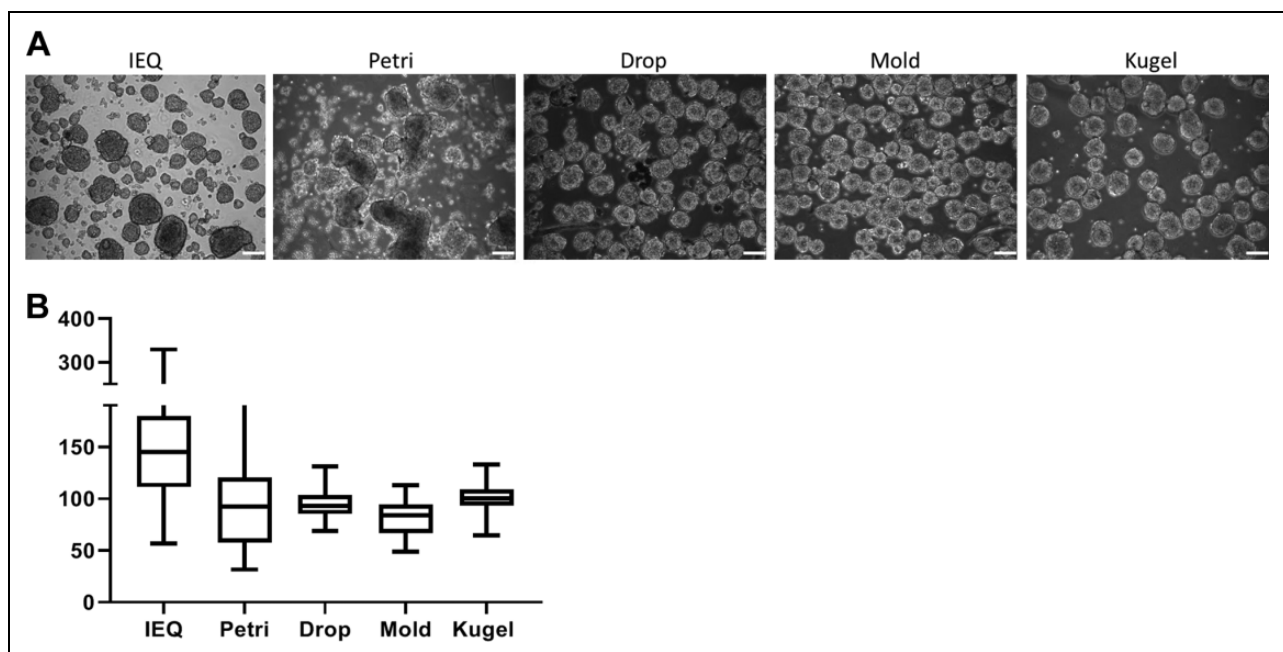 A
IEQ
Petri
Drop
Mold
Kugel
B
400
300
150
100
50
0
IEQ
Petri
Drop
Mold
Kugel